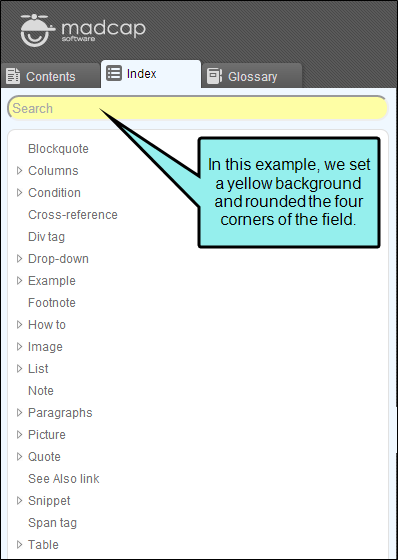 madcap
software
Contents
Index
Glossary
Search
In this example, we set
a yellow background
and rounded the four
corners of the field.
Blockquote
Columns
Condition
Cross-reference
Div tag
Drop-down
Example
Footnote
How to
Image
List
Note
Paragraphs
Picture
Quote
See Also link
Snippet
Span tag
Table